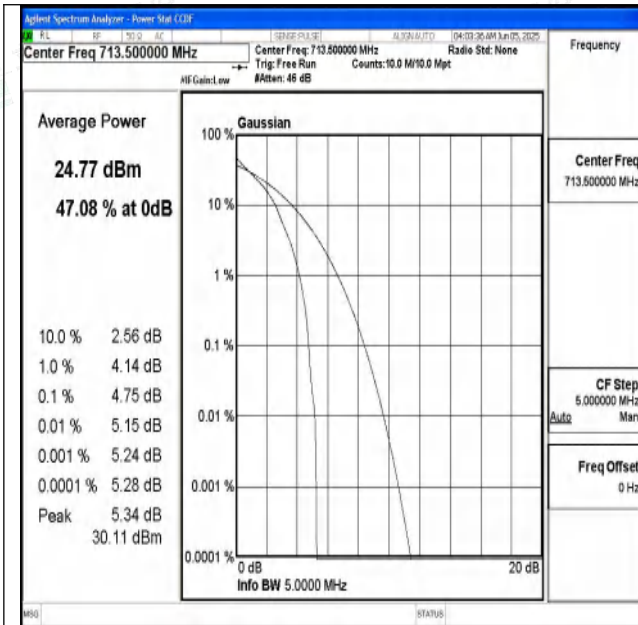 Agilent Spectrum Analyzer - Power Stat CCDF
RL RF 50 Ω AC SENSE:PULSE ALIGN AUTO 04:03:36 AM Jun 05, 2025
Center Freq 713.500000 MHz
Center Freq: 713.500000 MHz Radio Std: None
Trig: Free Run Counts:10.0 M/10.0 Mpt
#IFGain:Low #Atten: 46 dB
Frequency
Average Power
24.77 dBm
47.08 % at 0dB
10.0 % 2.56 dB
1.0 % 4.14 dB
0.1 % 4.75 dB
0.01 % 5.15 dB
0.001 % 5.24 dB
0.0001 % 5.28 dB
Peak 5.34 dB
30.11 dBm
Gaussian
100 %
10 %
1 %
0.1 %
0.01 %
0.001 %
0.0001 %
0 dB 20 dB
Info BW 5.0000 MHz
Center Freq
713.500000 MHz
CF Step
5.000000 MHz
Auto Man
Freq Offset
0 Hz
MSG STATUS